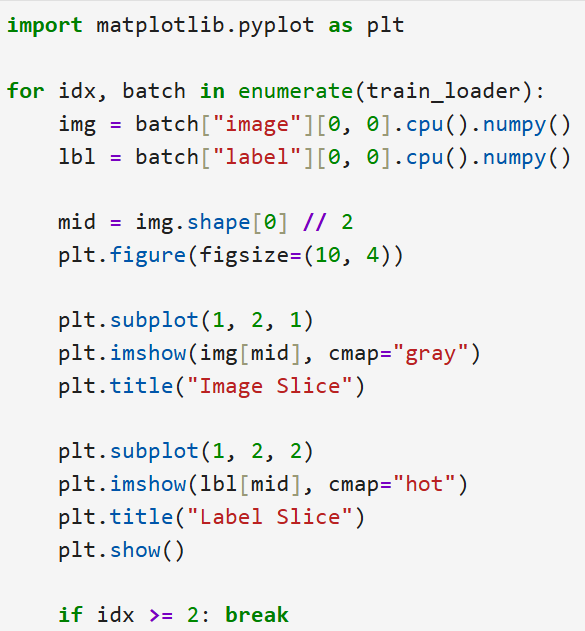 import matplotlib.pyplot as plt

for idx, batch in enumerate(train_loader):
    img = batch["image"][0, 0].cpu().numpy()
    lbl = batch["label"][0, 0].cpu().numpy()

    mid = img.shape[0] // 2
    plt.figure(figsize=(10, 4))

    plt.subplot(1, 2, 1)
    plt.imshow(img[mid], cmap="gray")
    plt.title("Image Slice")

    plt.subplot(1, 2, 2)
    plt.imshow(lbl[mid], cmap="hot")
    plt.title("Label Slice")
    plt.show()

    if idx >= 2: break